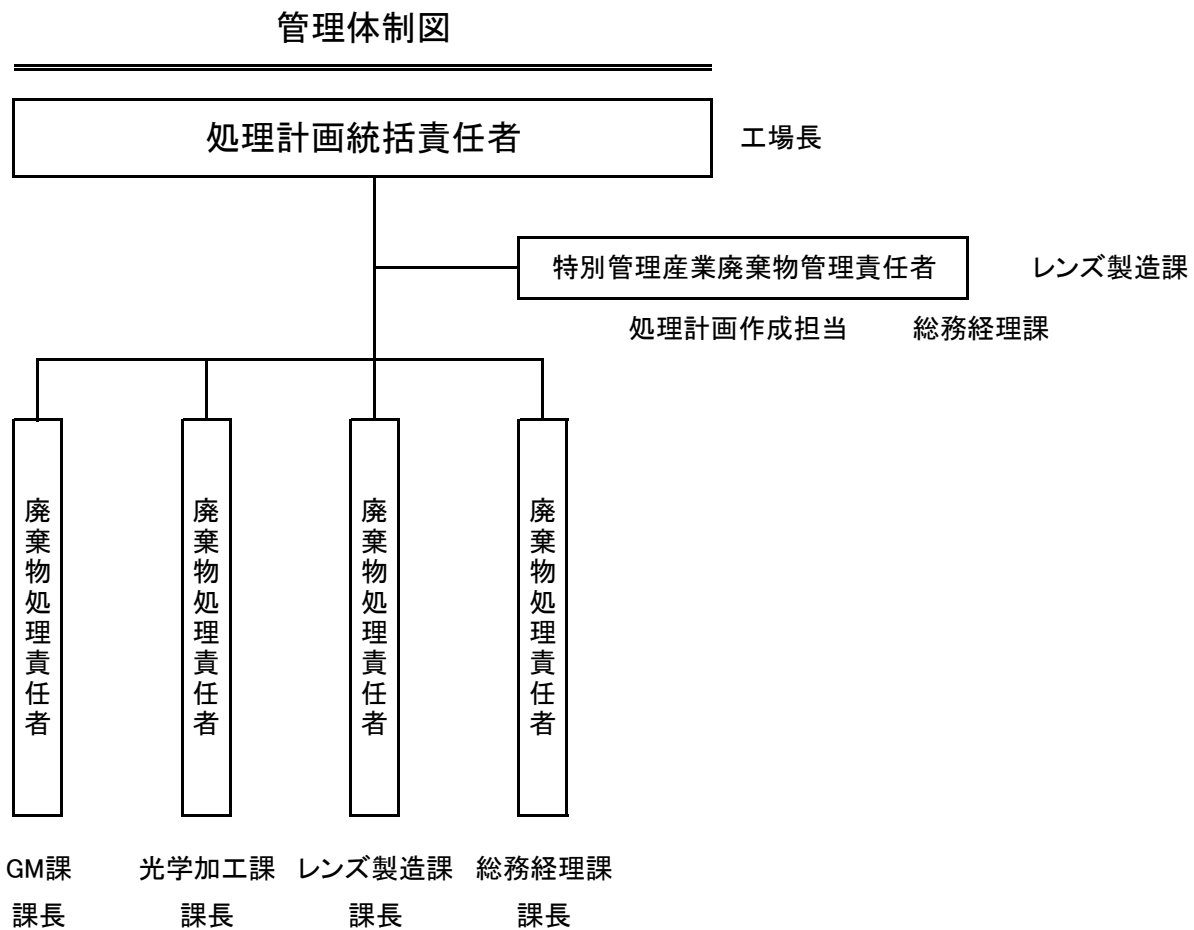 管理体制図
処理計画統括責任者
工場長
特別管理産業廃棄物管理責任者
レンズ製造課
処理計画作成担当
総務経理課
廃棄物処理責任者
廃棄物処理責任者
廃棄物処理責任者
廃棄物処理責任者
GM課
課長
光学加工課
課長
レンズ製造課
課長
総務経理課
課長